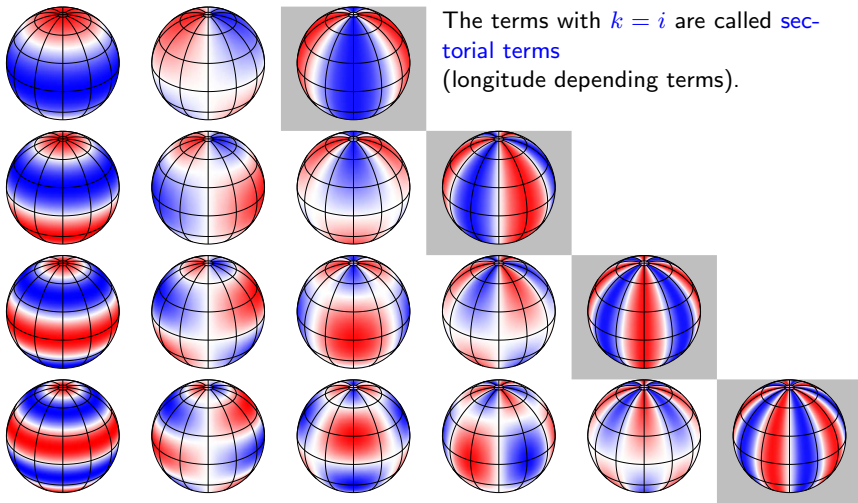 The terms with k = i are called sec-
torial terms
(longitude depending terms).